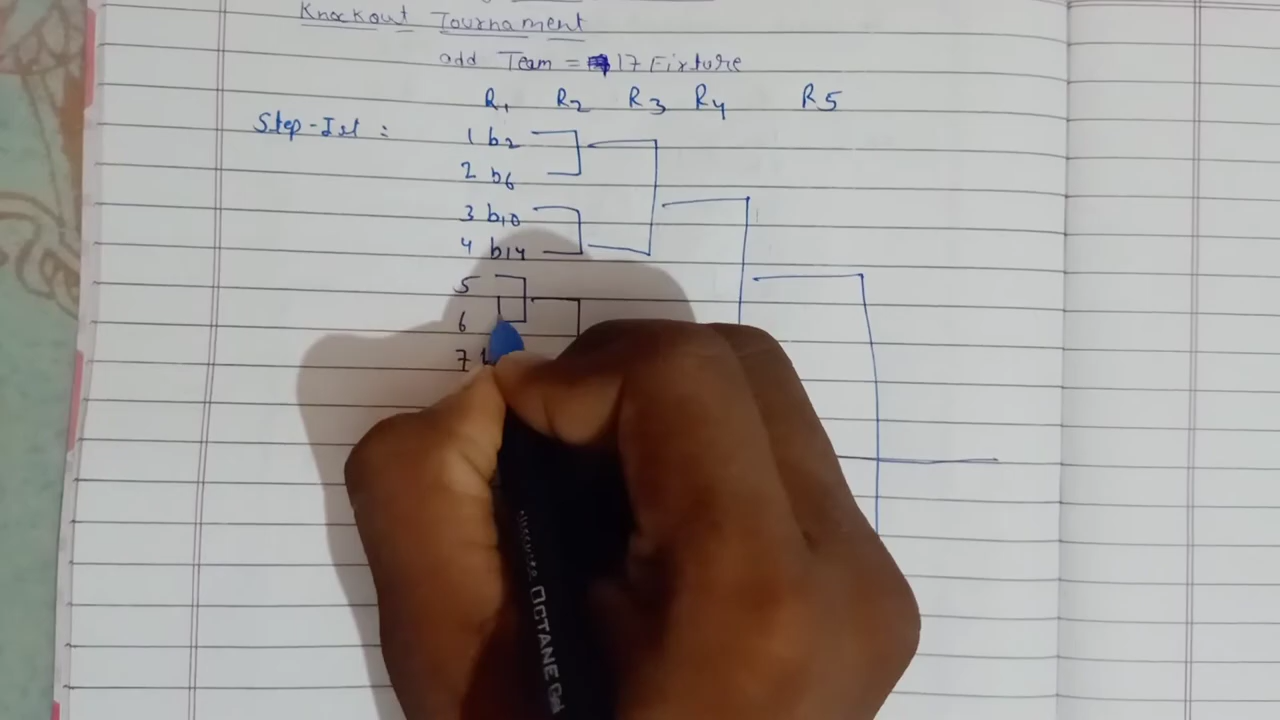 Knockout Tournament
odd Team = 17 Fixture
R1 R2 R3 R4 R5
Step-Ist :
1 b2
2 b6
3 b10
4 b14
5
6
7
OCTANE Gel